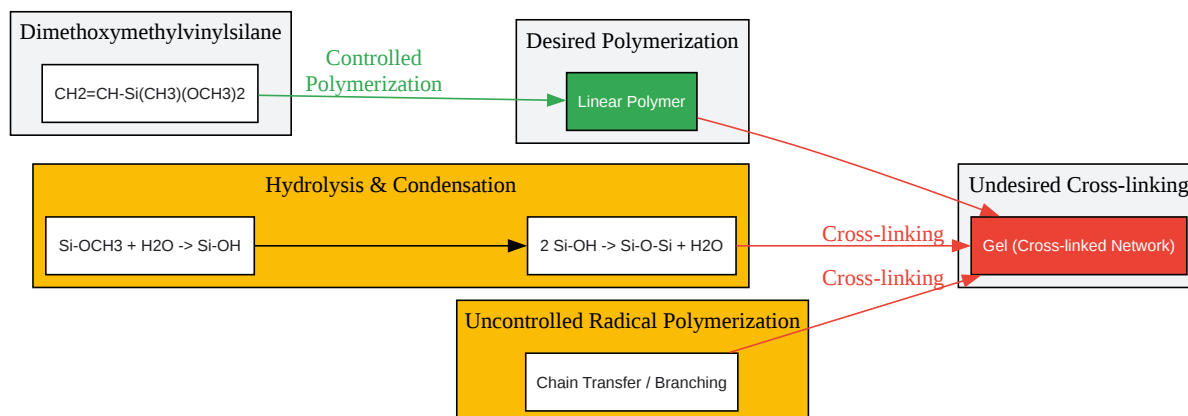 Dimethoxymethylvinylsilane
CH2=CH-Si(CH3)(OCH3)2
Controlled
Polymerization
Desired Polymerization
Linear Polymer
Hydrolysis & Condensation
Si-OCH3 + H2O -> Si-OH
2 Si-OH -> Si-O-Si + H2O
Cross-linking
Undesired Cross-linking
Gel (Cross-linked Network)
Cross-linking
Uncontrolled Radical Polymerization
Chain Transfer / Branching